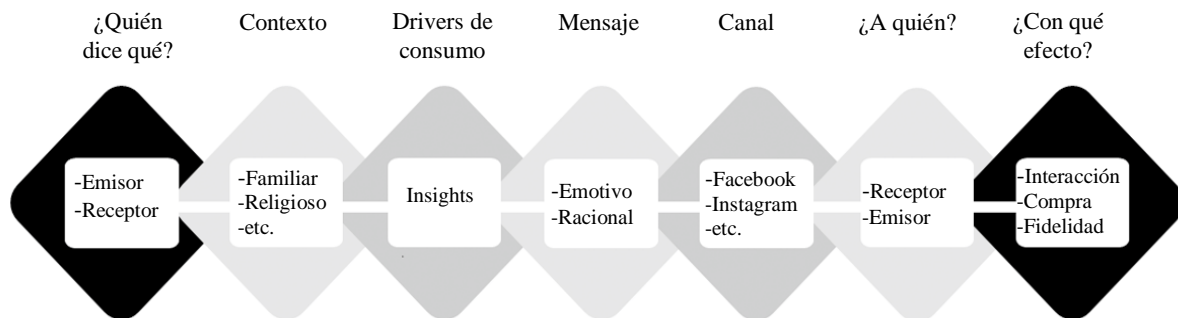 ¿Quién
dice qué?
Contexto
Drivers de
consumo
Mensaje
Canal
¿A quién?
¿Con qué
efecto?
-Emisor
-Receptor
-Familiar
-Religioso
-etc.
Insights
-Emotivo
-Racional
-Facebook
-Instagram
-etc.
-Receptor
-Emisor
-Interacción
-Compra
-Fidelidad